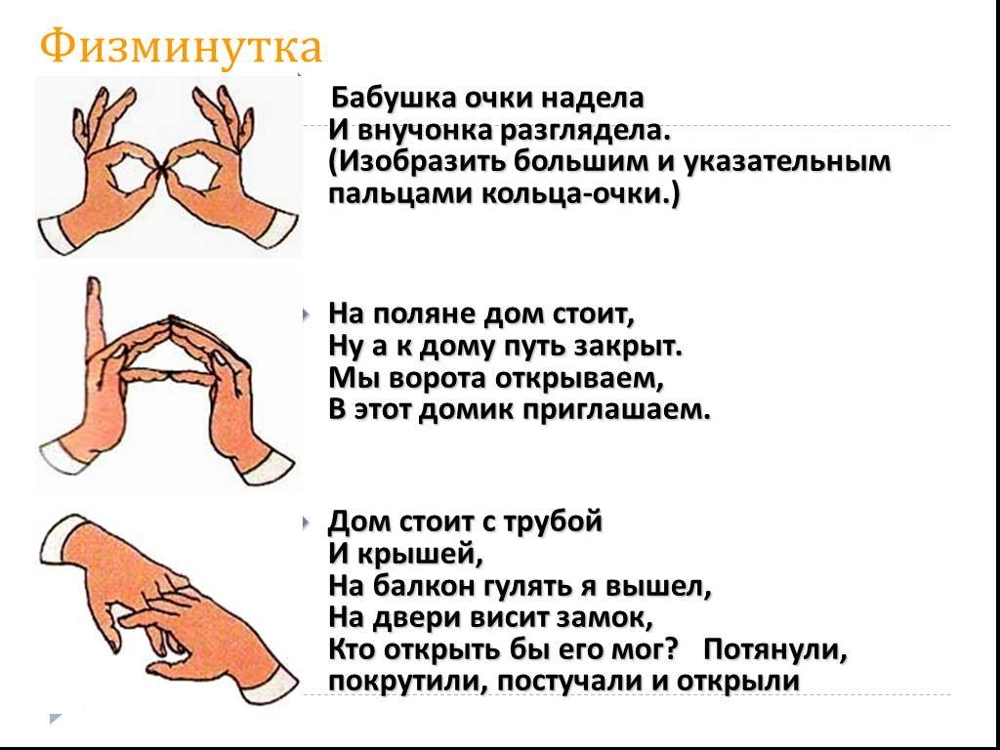 Физминутка
Бабушка очки надела
И внучонка разглядела.
(Изобразить большим и указательным
пальцами кольца-очки.)
На поляне дом стоит,
Ну а к дому путь закрыт.
Мы ворота открываем,
В этот домик приглашаем.
Дом стоит с трубой
И крышей,
На балкон гулять я вышел,
На двери висит замок,
Кто открыть бы его мог? Потянули,
покрутили, постучали и открыли